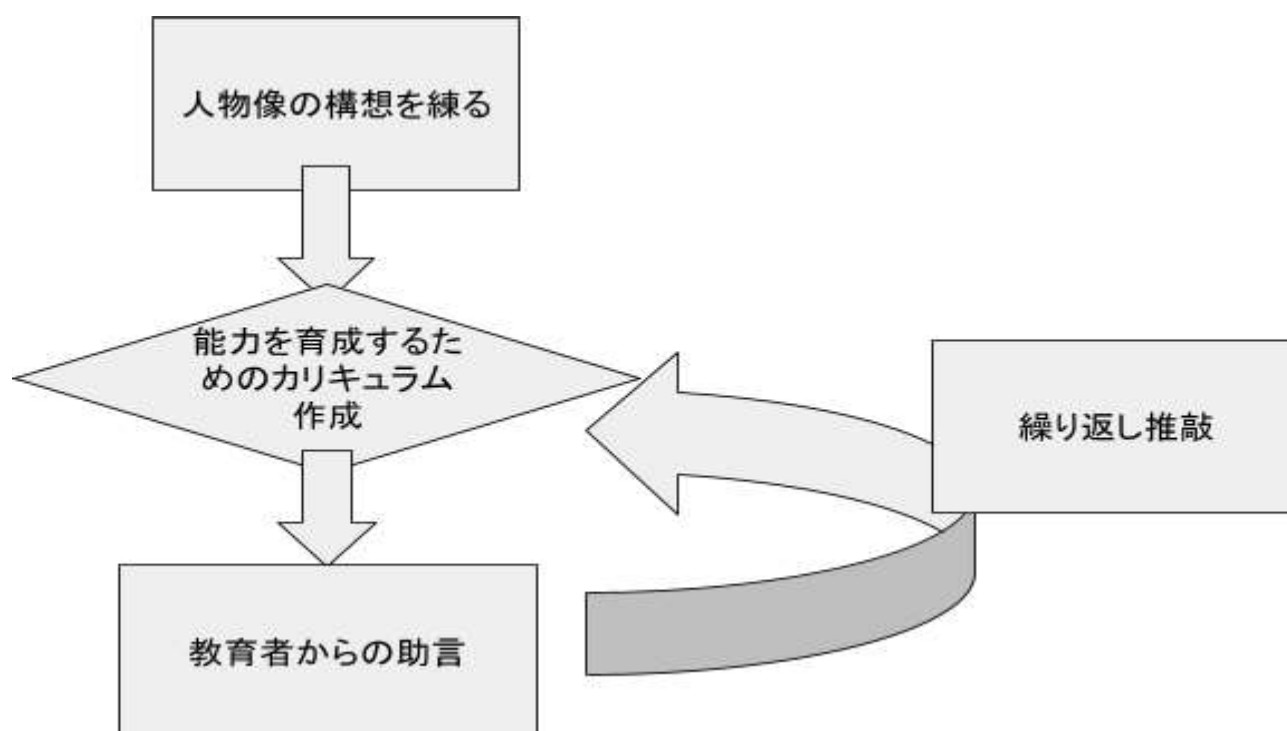 人物像の構想を練る
能力を育成するた
めのカリキュラム
作成
繰り返し推敲
教育者からの助言